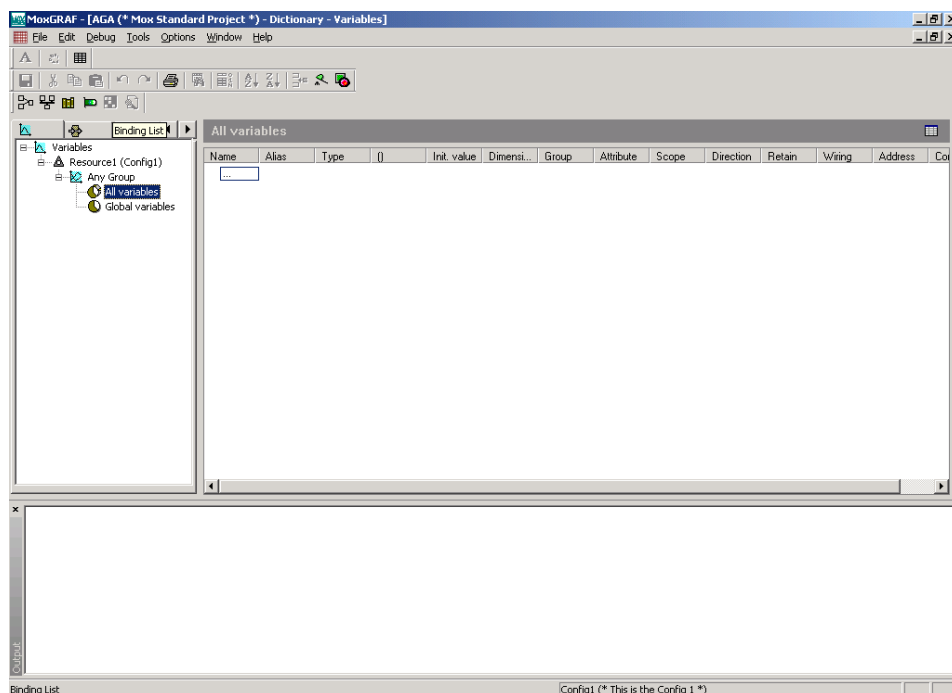 MoxGRAF - [AGA (* Mox Standard Project *) - Dictionary - Variables]
File Edit Debug Tools Options Window Help
Binding List
All variables
Variables
Resource1 (Config1)
Any Group
All variables
Global variables
Name Alias Type () Init. value Dimensi... Group Attribute Scope Direction Retain Wiring Address Co
...
Output
Binding List
Config1 (* This is the Config 1 *)